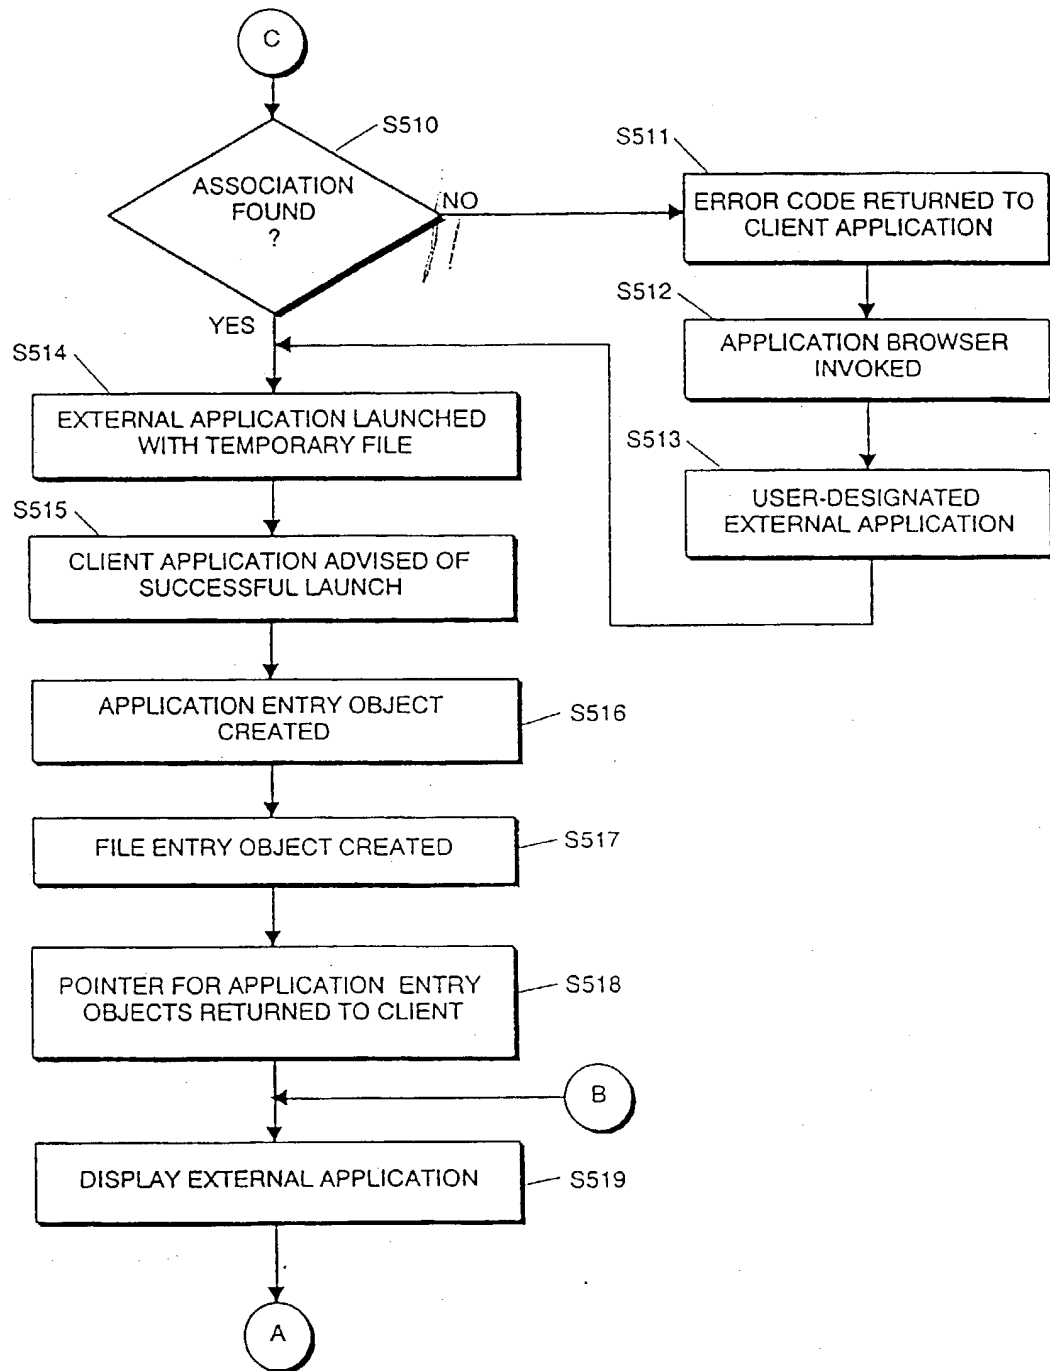 C
S510
ASSOCIATION
FOUND
?
NO
YES
S511
ERROR CODE RETURNED TO
CLIENT APPLICATION
S512
APPLICATION BROWSER
INVOKED
S513
USER-DESIGNATED
EXTERNAL APPLICATION
S514
EXTERNAL APPLICATION LAUNCHED
WITH TEMPORARY FILE
S515
CLIENT APPLICATION ADVISED OF
SUCCESSFUL LAUNCH
APPLICATION ENTRY OBJECT
CREATED
S516
FILE ENTRY OBJECT CREATED
S517
POINTER FOR APPLICATION ENTRY
OBJECTS RETURNED TO CLIENT
S518
B
DISPLAY EXTERNAL APPLICATION
S519
A